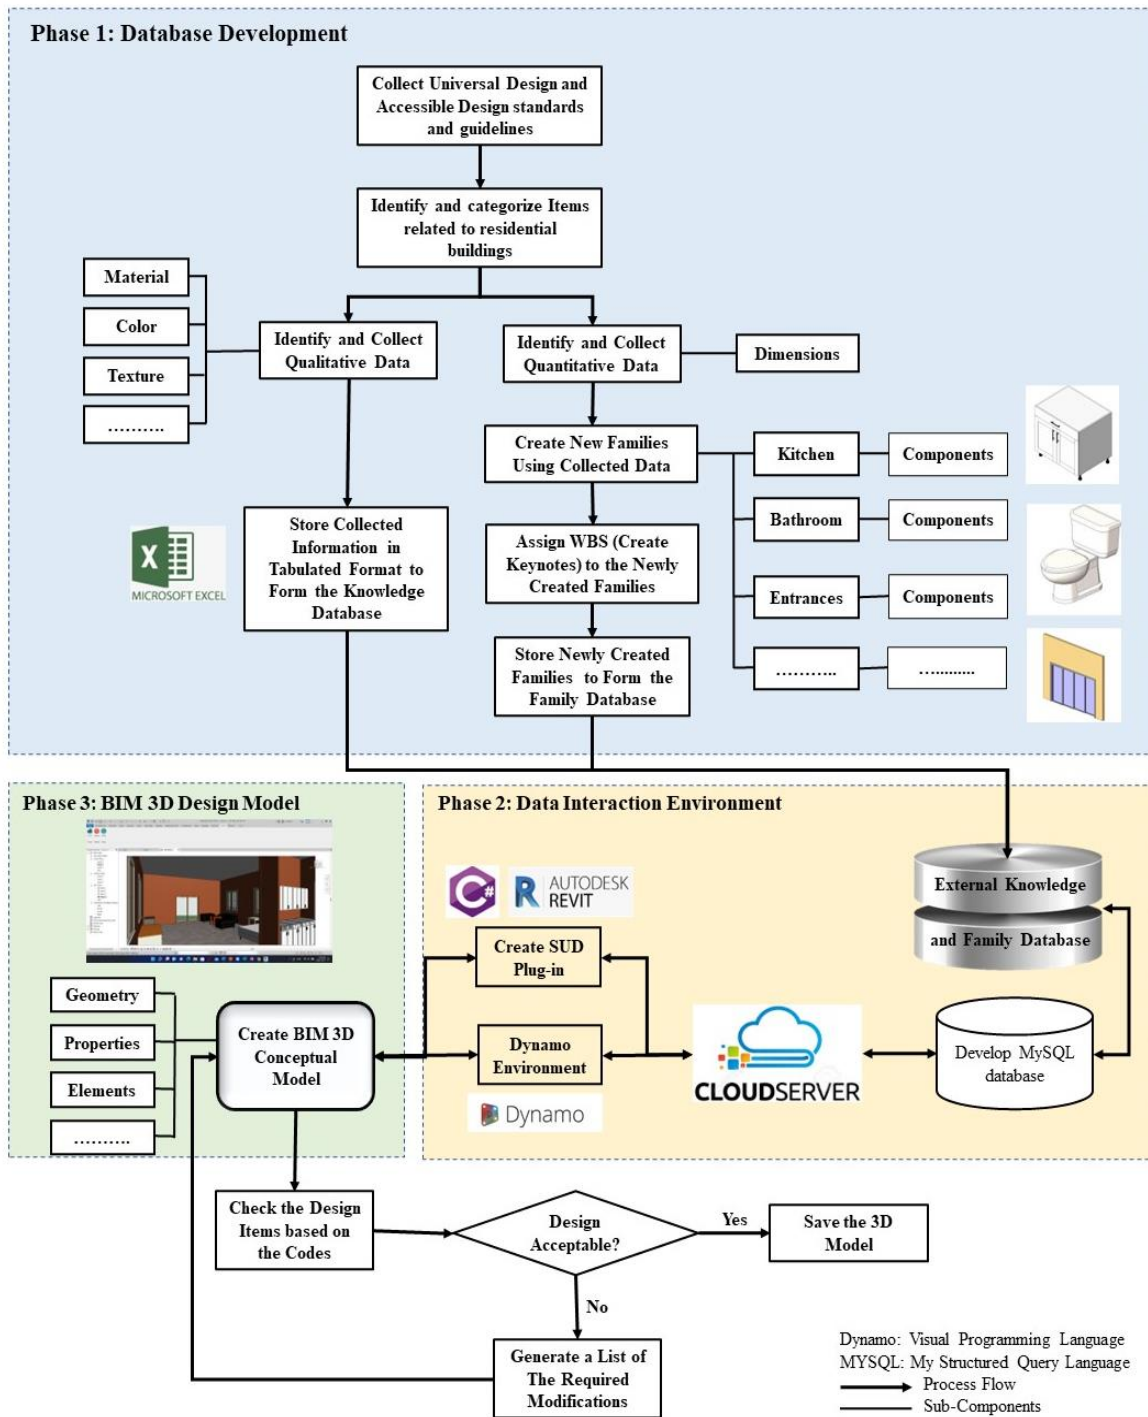 Phase 1: Database Development
Collect Universal Design and
Accessible Design standards
and guidelines
Identify and categorize Items
related to residential
buildings
Material
Color
Texture
……….
Identify and Collect
Qualitative Data
Identify and Collect
Quantitative Data
Dimensions
Create New Families
Using Collected Data
Kitchen
Components
Bathroom
Components
Entrances
Components
………..
….........
X
MICROSOFT EXCEL
Store Collected
Information in
Tabulated Format to
Form the Knowledge
Database
Assign WBS (Create
Keynotes) to the Newly
Created Families
Store Newly Created
Families to Form the
Family Database
Phase 3: BIM 3D Design Model
Geometry
Properties
Elements
……….
Create BIM 3D
Conceptual
Model
Phase 2: Data Interaction Environment
C#
R AUTODESK
REVIT
Create SUD
Plug-in
Dynamo
Environment
Dynamo
CLOUDSERVER
External Knowledge
and Family Database
Develop MySQL
database
Check the Design
Items based on
the Codes
Design
Acceptable?
Yes
Save the 3D
Model
No
Generate a List of
The Required
Modifications
Dynamo: Visual Programming Language
MYSQL: My Structured Query Language
Process Flow
Sub-Components